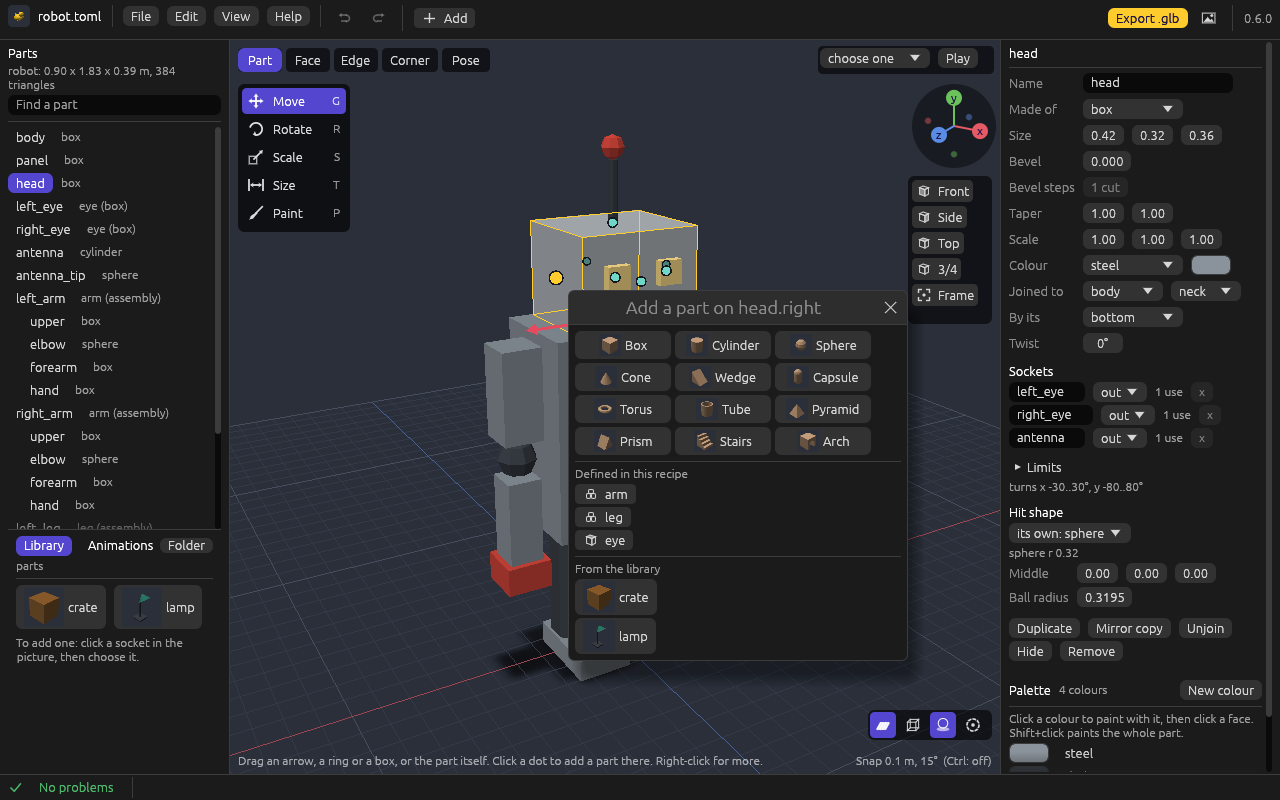 robot.toml File Edit View Help + Add Export .glb 0.6.0
Parts
robot: 0.90 x 1.83 x 0.39 m, 384
triangles
Find a part
body box
panel box
head box
left_eye eye (box)
right_eye eye (box)
antenna cylinder
antenna_tip sphere
left_arm arm (assembly)
upper box
elbow sphere
forearm box
hand box
right_arm arm (assembly)
upper box
elbow sphere
forearm box
hand box
left_leg leg (assembly)
Library Animations Folder
parts
crate lamp
To add one: click a socket in the
picture, then choose it.
Part Face Edge Corner Pose
Move G
Rotate R
Scale S
Size T
Paint P
choose one Play
y
z x
Front
Side
Top
3/4
Frame
Add a part on head.right
Box Cylinder Sphere
Cone Wedge Capsule
Torus Tube Pyramid
Prism Stairs Arch
Defined in this recipe
arm
leg
eye
From the library
crate
lamp
Drag an arrow, a ring or a box, or the part itself. Click a dot to add a part there. Right-click for more.
Snap 0.1 m, 15° (Ctrl: off)
head
Name head
Made of box
Size 0.42 0.32 0.36
Bevel 0.000
Bevel steps 1 cut
Taper 1.00 1.00
Scale 1.00 1.00 1.00
Colour steel
Joined to body neck
By its bottom
Twist 0°
Sockets
left_eye out 1 use x
right_eye out 1 use x
antenna out 1 use x
Limits
turns x -30..30°, y -80..80°
Hit shape
its own: sphere
sphere r 0.32
Middle 0.00 0.00 0.00
Ball radius 0.3195
Duplicate Mirror copy Unjoin
Hide Remove
Palette 4 colours New colour
Click a colour to paint with it, then click a face.
Shift+click paints the whole part.
steel
No problems